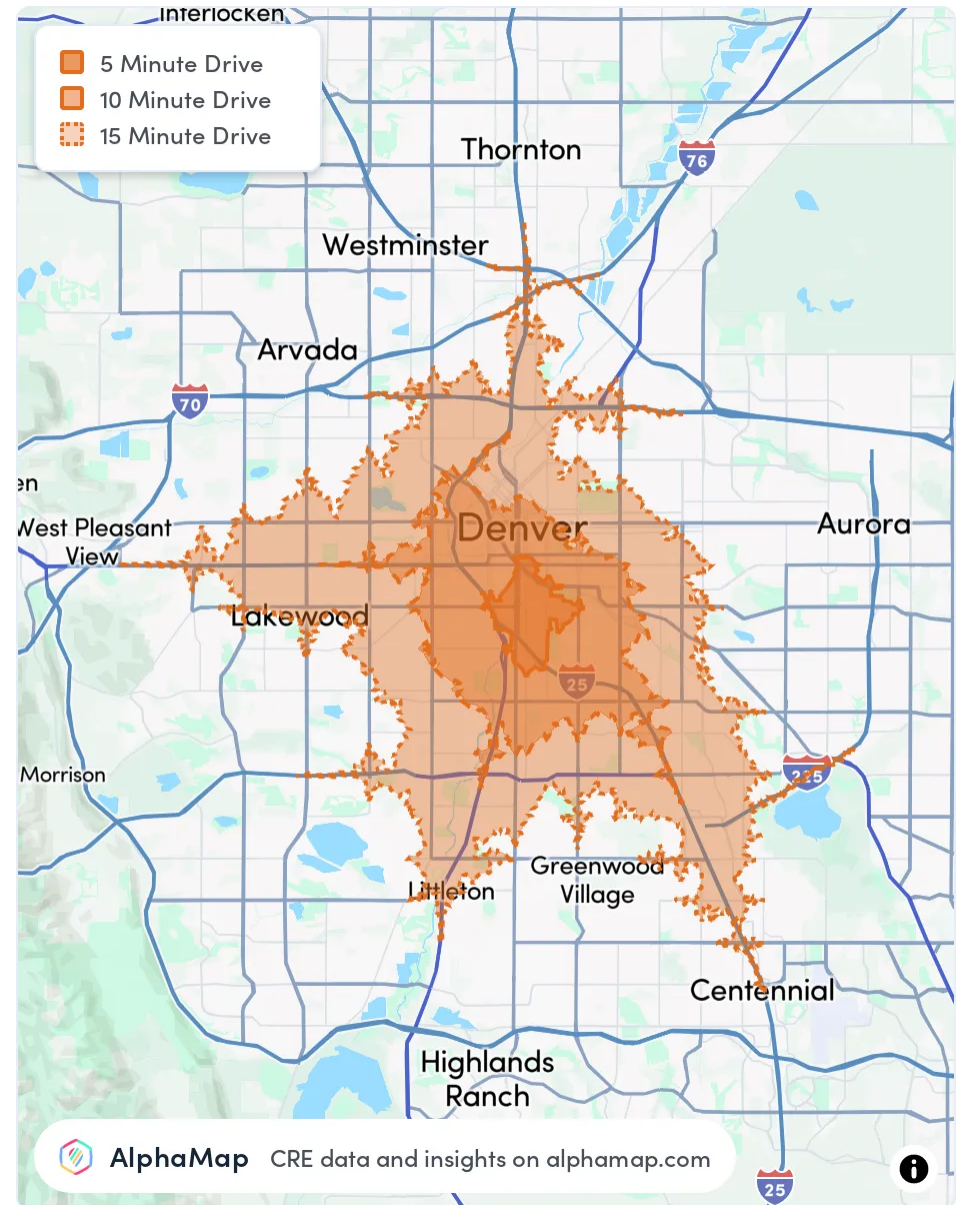 Interlocken
5 Minute Drive
10 Minute Drive
15 Minute Drive
Thornton
76
Westminster
Arvada
70
en
West Pleasant
View
Denver
Aurora
Lakewood
25
Morrison
225
Greenwood
Village
Littleton
Centennial
Highlands
Ranch
AlphaMap CRE data and insights on alphamap.com
25